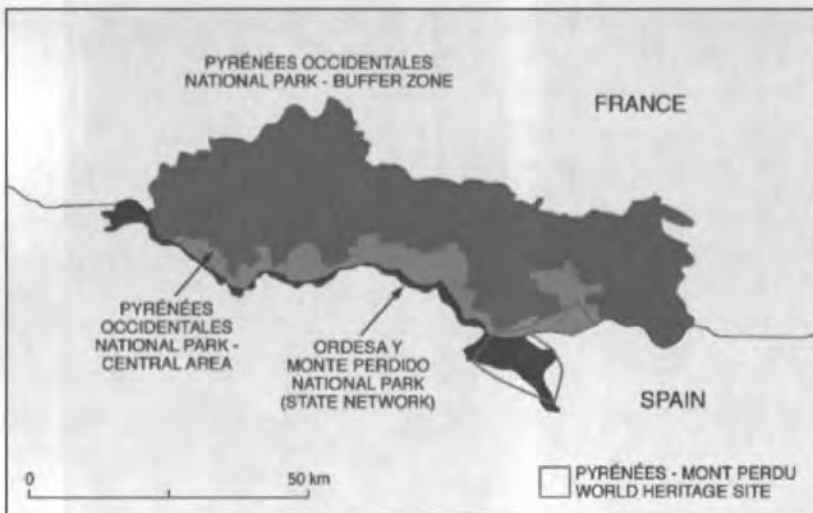 PYRÉNÉES OCCIDENTALES
NATIONAL PARK - BUFFER ZONE
FRANCE
PYRÉNÉES
OCCIDENTALES
NATIONAL PARK -
CENTRAL AREA
ORDESA Y
MONTE PERDIDO
NATIONAL PARK
(STATE NETWORK)
SPAIN
0
50 km
PYRÉNÉES - MONT PERDU
WORLD HERITAGE SITE